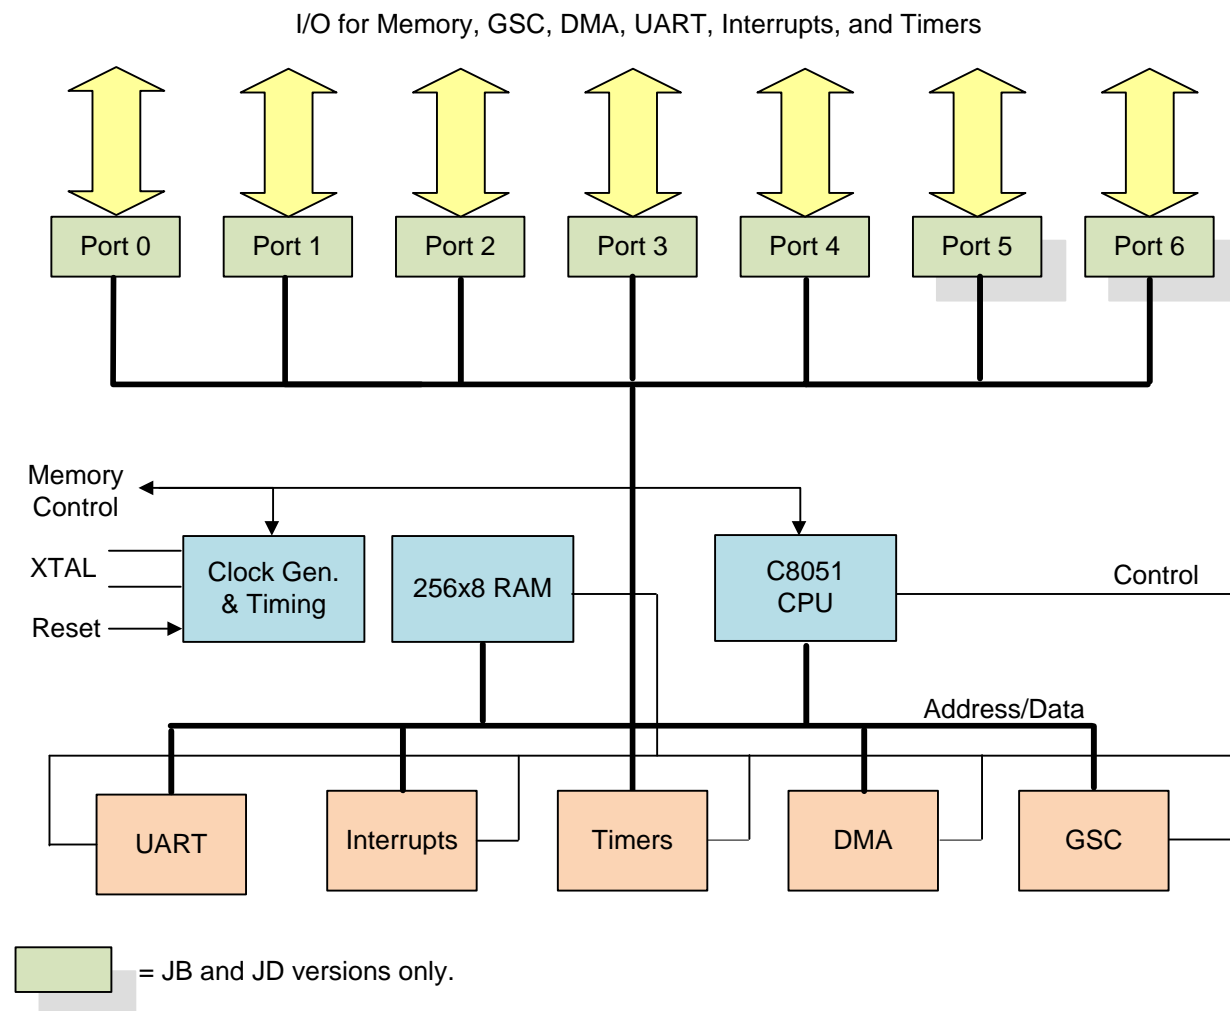 I/O for Memory, GSC, DMA, UART, Interrupts, and Timers
Port 0
Port 1
Port 2
Port 3
Port 4
Port 5
Port 6
Memory
Control
XTAL
Reset
Clock Gen.
& Timing
256x8 RAM
C8051
CPU
Control
Address/Data
UART
Interrupts
Timers
DMA
GSC
= JB and JD versions only.